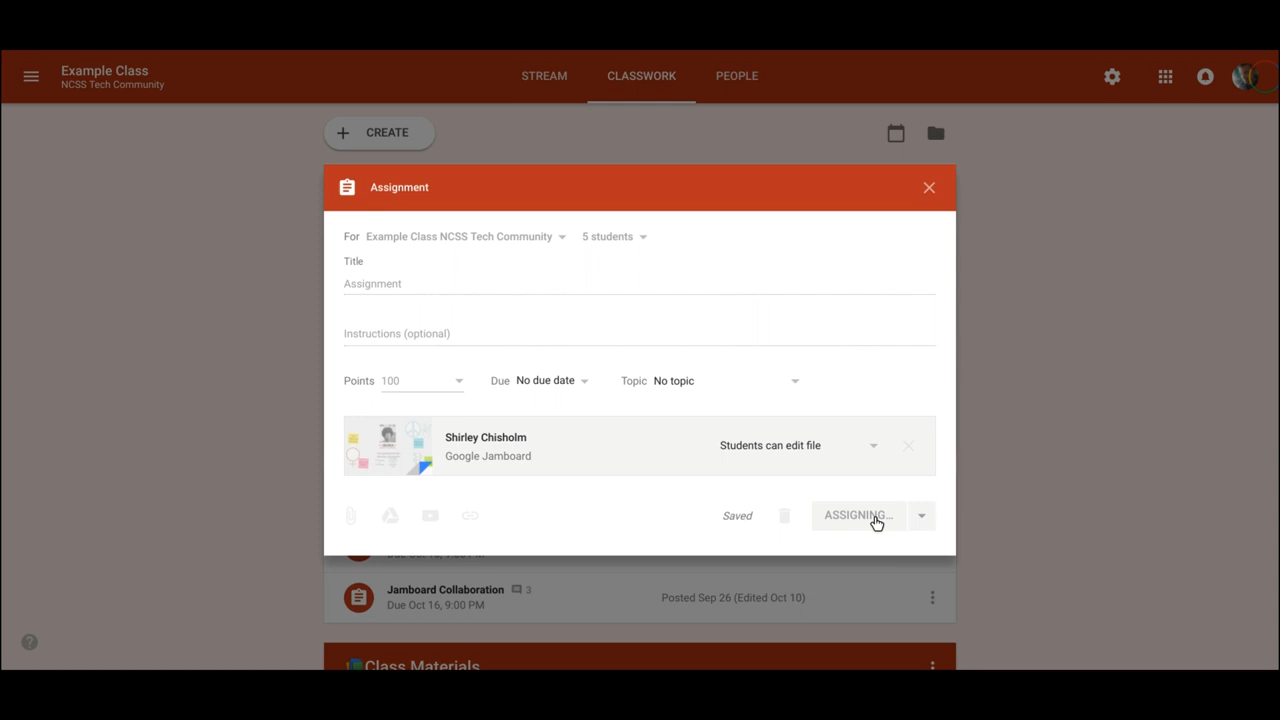 Example Class
NCSS Tech Community
STREAM
CLASSWORK
PEOPLE
CREATE
Assignment
For Example Class NCSS Tech Community 5 students
Title
Assignment
Instructions (optional)
Points 100 Due No due date Topic No topic
Shirley Chisholm
Google Jamboard
Students can edit file
Saved
ASSIGNING...
Jamboard Collaboration 3
Due Oct 16, 9:00 PM
Posted Sep 26 (Edited Oct 10)
Class Materials